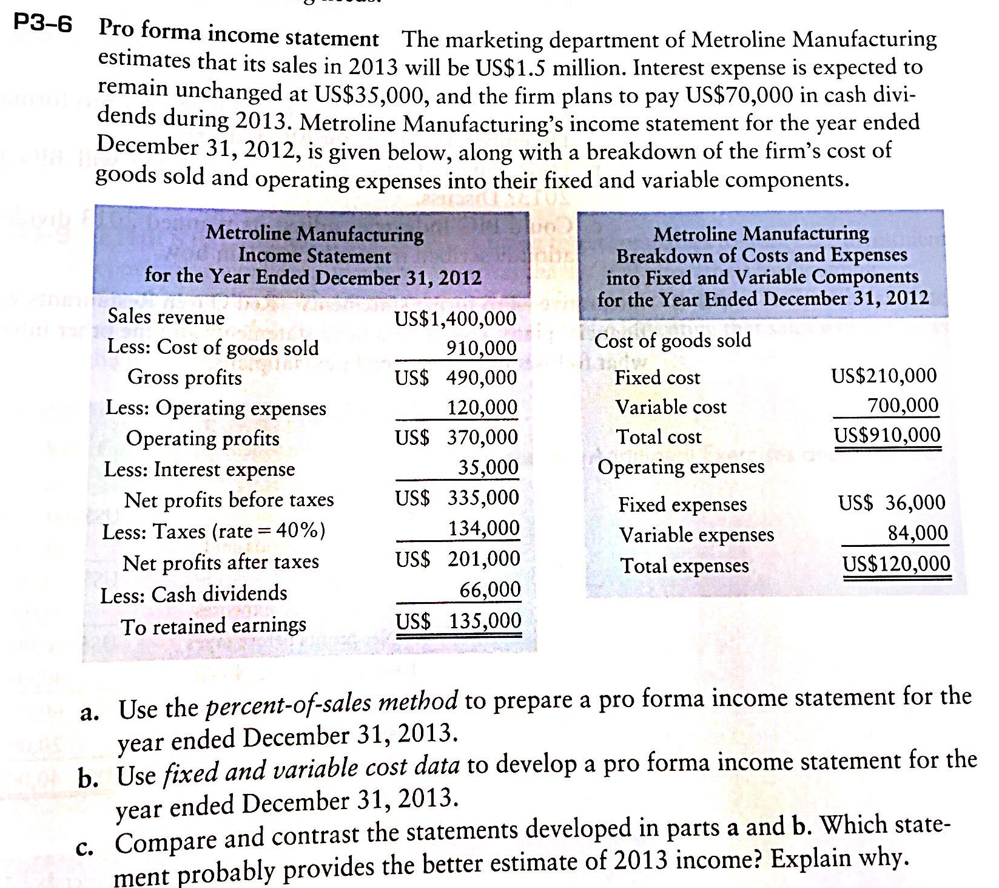 P3-6 Pro forma income statement The marketing department of Metroline Manufacturing
estimates that its sales in 2013 will be US$1.5 million. Interest expense is expected to
remain unchanged at US$35,000, and the firm plans to pay US$70,000 in cash divi-
dends during 2013. Metroline Manufacturing's income statement for the year ended
December 31, 2012, is given below, along with a breakdown of the firm's cost of
goods sold and operating expenses into their fixed and variable components.
Metroline Manufacturing
Income Statement
for the Year Ended December 31, 2012
Sales revenue US$1,400,000
Less: Cost of goods sold 910,000
Gross profits US$ 490,000
Less: Operating expenses 120,000
Operating profits US$ 370,000
Less: Interest expense 35,000
Net profits before taxes US$ 335,000
Less: Taxes (rate = 40%) 134,000
Net profits after taxes US$ 201,000
Less: Cash dividends 66,000
To retained earnings US$ 135,000
Metroline Manufacturing
Breakdown of Costs and Expenses
into Fixed and Variable Components
for the Year Ended December 31, 2012
Cost of goods sold
Fixed cost US$210,000
Variable cost 700,000
Total cost US$910,000
Operating expenses
Fixed expenses US$ 36,000
Variable expenses 84,000
Total expenses US$120,000
a. Use the percent-of-sales method to prepare a pro forma income statement for the
year ended December 31, 2013.
b. Use fixed and variable cost data to develop a pro forma income statement for the
year ended December 31, 2013.
c. Compare and contrast the statements developed in parts a and b. Which state-
ment probably provides the better estimate of 2013 income? Explain why.